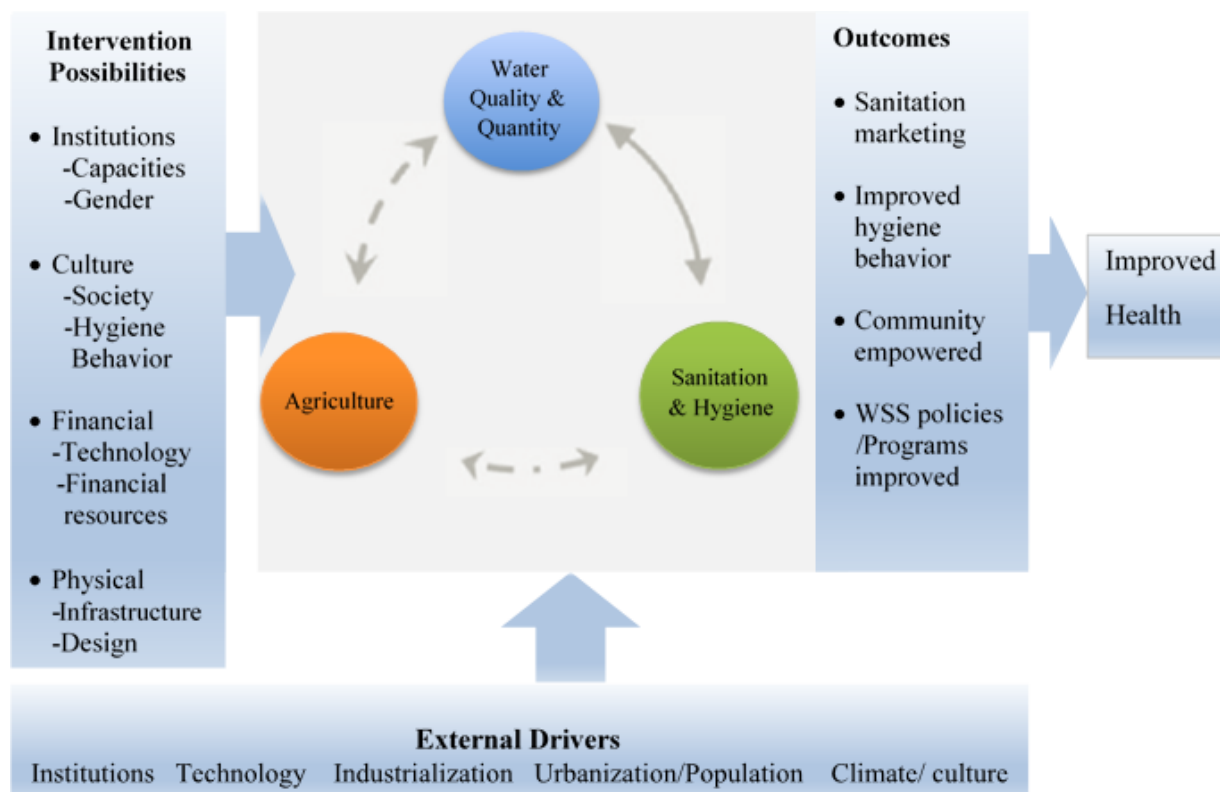 Intervention
Possibilities
• Institutions
-Capacities
-Gender
• Culture
-Society
-Hygiene
Behavior
• Financial
-Technology
-Financial
resources
• Physical
-Infrastructure
-Design
Water
Quality &
Quantity
Agriculture
Sanitation
& Hygiene
Outcomes
• Sanitation
marketing
• Improved
hygiene
behavior
• Community
empowered
• WSS policies
/Programs
improved
Improved
Health
External Drivers
Institutions Technology Industrialization Urbanization/Population Climate/ culture